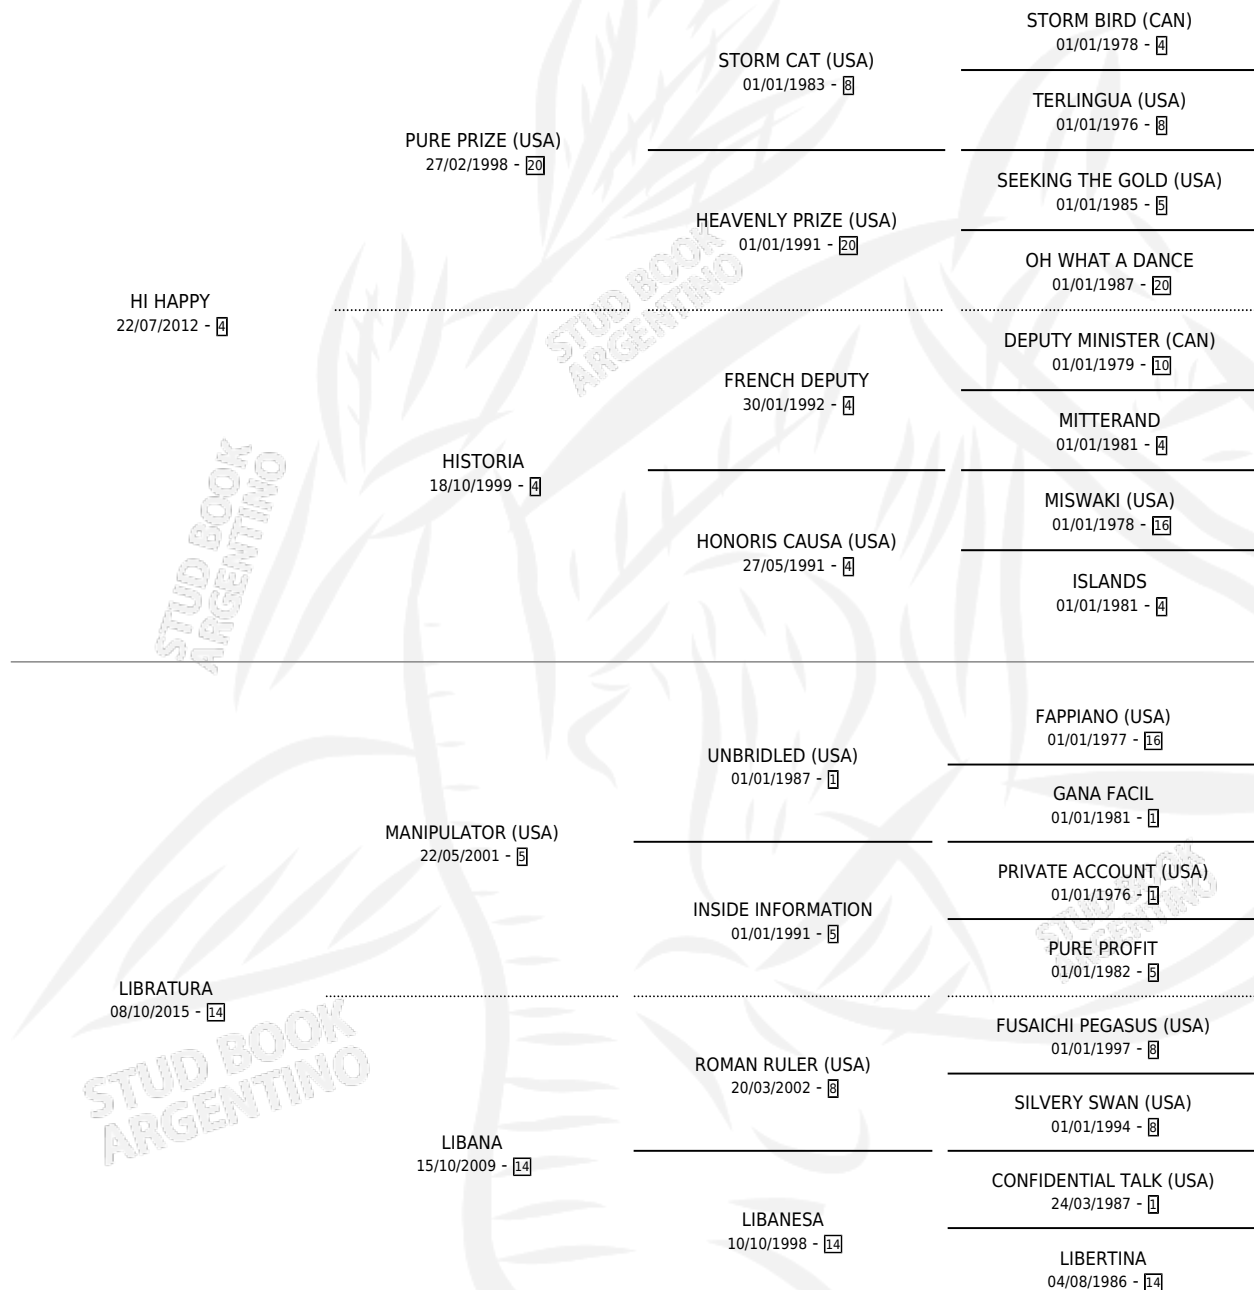 STORM BIRD (CAN)
01/01/1978 - 4
STORM CAT (USA)
01/01/1983 - 8
TERLINGUA (USA)
01/01/1976 - 8
PURE PRIZE (USA)
27/02/1998 - 20
SEEKING THE GOLD (USA)
01/01/1985 - 5
HEAVENLY PRIZE (USA)
01/01/1991 - 20
OH WHAT A DANCE
01/01/1987 - 20
HI HAPPY
22/07/2012 - 4
DEPUTY MINISTER (CAN)
01/01/1979 - 10
FRENCH DEPUTY
30/01/1992 - 4
MITTERAND
01/01/1981 - 4
HISTORIA
18/10/1999 - 4
MISWAKI (USA)
01/01/1978 - 16
HONORIS CAUSA (USA)
27/05/1991 - 4
ISLANDS
01/01/1981 - 4
FAPPIANO (USA)
01/01/1977 - 16
UNBRIDLED (USA)
01/01/1987 - 1
GANA FACIL
01/01/1981 - 1
MANIPULATOR (USA)
22/05/2001 - 5
PRIVATE ACCOUNT (USA)
01/01/1976 - 1
INSIDE INFORMATION
01/01/1991 - 5
PURE PROFIT
01/01/1982 - 5
LIBRATURA
08/10/2015 - 14
FUSAICHI PEGASUS (USA)
01/01/1997 - 8
ROMAN RULER (USA)
20/03/2002 - 8
SILVERY SWAN (USA)
01/01/1994 - 8
LIBANA
15/10/2009 - 14
CONFIDENTIAL TALK (USA)
24/03/1987 - 1
LIBANESA
10/10/1998 - 14
LIBERTINA
04/08/1986 - 14
STUD BOOK
ARGENTINO
STUD BOOK
ARGENTINO
STUD BOOK
ARGENTINO
STUD BOOK
ARGENTINO